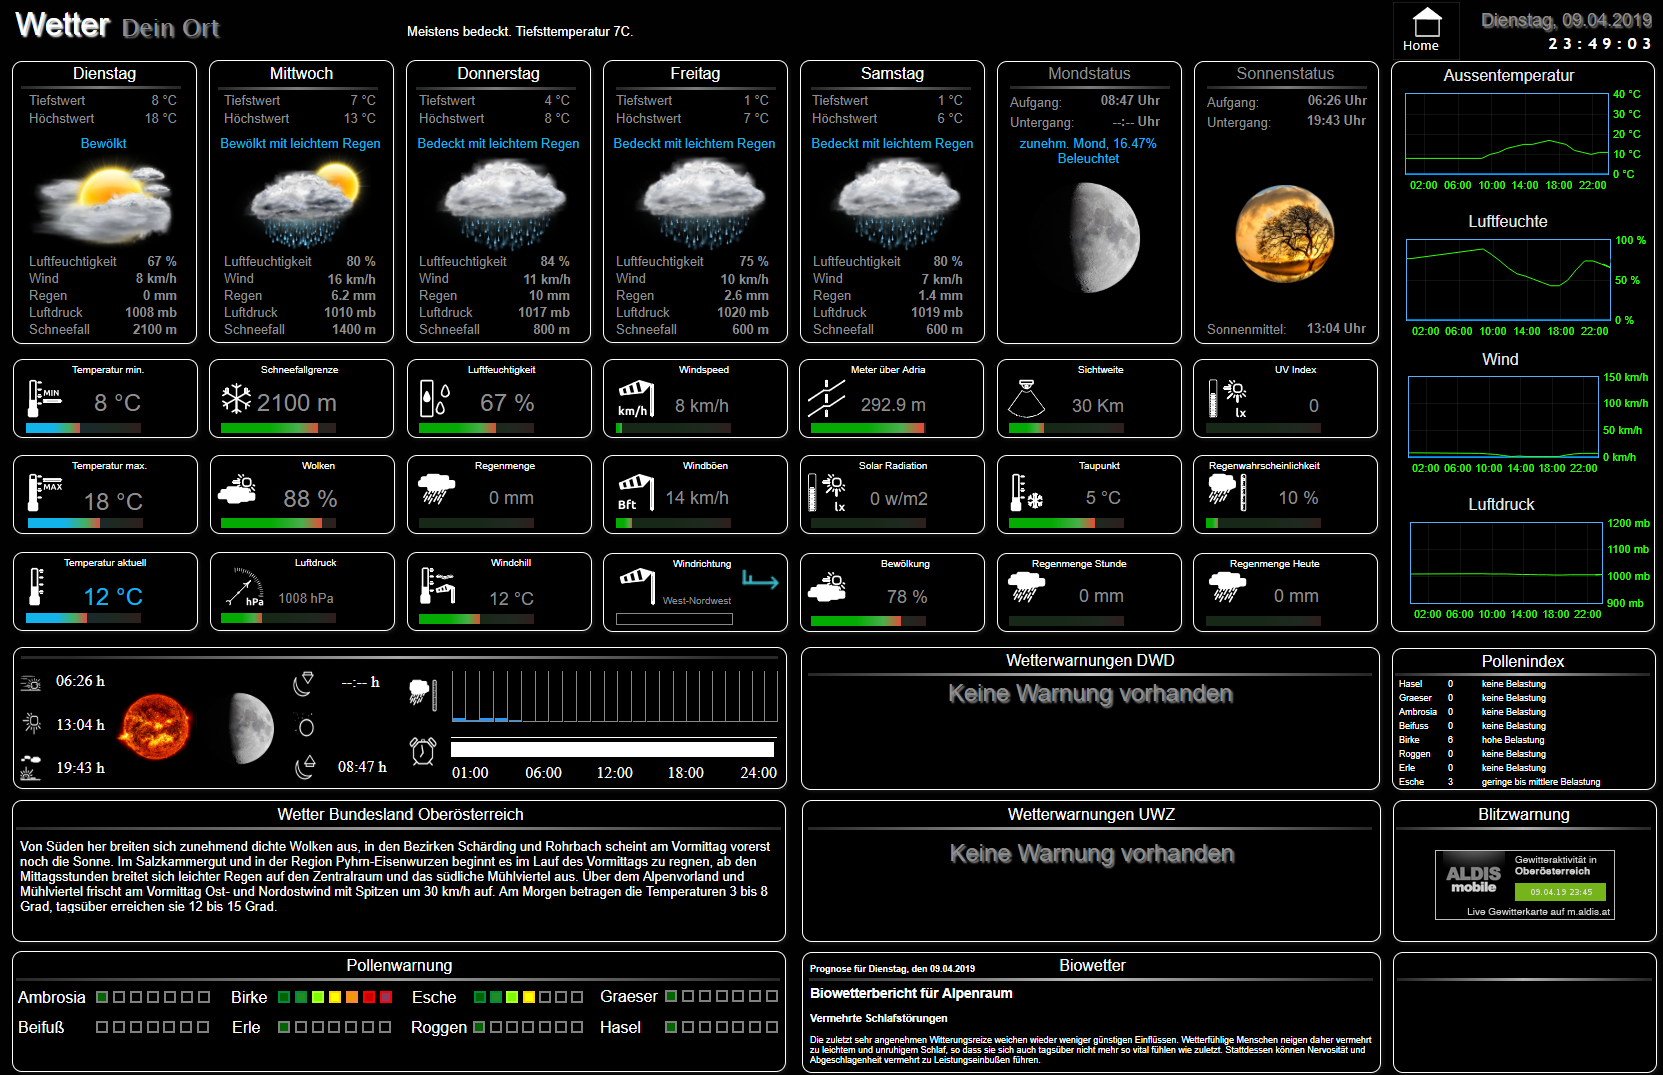 Wetter Dein Ort
Meistens bedeckt. Tiefsttemperatur 7C.
Home
Dienstag, 09.04.2019
23:49:03
Dienstag
Tiefstwert 8 °C
Höchstwert 18 °C
Bewölkt
Luftfeuchtigkeit 67 %
Wind 8 km/h
Regen 0 mm
Luftdruck 1008 mb
Schneefall 2100 m
Mittwoch
Tiefstwert 7 °C
Höchstwert 13 °C
Bewölkt mit leichtem Regen
Luftfeuchtigkeit 80 %
Wind 16 km/h
Regen 6.2 mm
Luftdruck 1010 mb
Schneefall 1400 m
Donnerstag
Tiefstwert 4 °C
Höchstwert 8 °C
Bedeckt mit leichtem Regen
Luftfeuchtigkeit 84 %
Wind 11 km/h
Regen 10 mm
Luftdruck 1017 mb
Schneefall 800 m
Freitag
Tiefstwert 1 °C
Höchstwert 7 °C
Bedeckt mit leichtem Regen
Luftfeuchtigkeit 75 %
Wind 10 km/h
Regen 2.6 mm
Luftdruck 1020 mb
Schneefall 600 m
Samstag
Tiefstwert 1 °C
Höchstwert 6 °C
Bedeckt mit leichtem Regen
Luftfeuchtigkeit 80 %
Wind 7 km/h
Regen 1.4 mm
Luftdruck 1019 mb
Schneefall 600 m
Mondstatus
Aufgang: 08:47 Uhr
Untergang: --:-- Uhr
zunehm. Mond, 16.47%
Beleuchtet
Sonnenstatus
Aufgang: 06:26 Uhr
Untergang: 19:43 Uhr
Sonnenmittel: 13:04 Uhr
Aussentemperatur
40 °C
30 °C
20 °C
10 °C
0 °C
02:00 06:00 10:00 14:00 18:00 22:00
Luftfeuchte
100 %
50 %
0 %
02:00 06:00 10:00 14:00 18:00 22:00
Wind
150 km/h
100 km/h
50 km/h
0 km/h
02:00 06:00 10:00 14:00 18:00 22:00
Luftdruck
1200 mb
1100 mb
1000 mb
900 mb
02:00 06:00 10:00 14:00 18:00 22:00
Temperatur min.
MIN
8 °C
Schneefallgrenze
2100 m
Luftfeuchtigkeit
67 %
Windspeed
km/h
8 km/h
Meter über Adria
292.9 m
Sichtweite
30 Km
UV Index
lx
0
Temperatur max.
MAX
18 °C
Wolken
88 %
Regenmenge
0 mm
Windböen
Bft
14 km/h
Solar Radiation
lx
0 w/m2
Taupunkt
5 °C
Regenwahrscheinlichkeit
10 %
Temperatur aktuell
12 °C
Luftdruck
hPa
1008 hPa
Windchill
12 °C
Windrichtung
West-Nordwest
Bewölkung
78 %
Regenmenge Stunde
0 mm
Regenmenge Heute
0 mm
06:26 h
13:04 h
19:43 h
--:-- h
08:47 h
01:00 06:00 12:00 18:00 24:00
Wetterwarnungen DWD
Keine Warnung vorhanden
Pollenindex
Hasel 0 keine Belastung
Graeser 0 keine Belastung
Ambrosia 0 keine Belastung
Beifuss 0 keine Belastung
Birke 6 hohe Belastung
Roggen 0 keine Belastung
Erle 0 keine Belastung
Esche 3 geringe bis mittlere Belastung
Wetter Bundesland Oberösterreich
Von Süden her breiten sich zunehmend dichte Wolken aus, in den Bezirken Schärding und Rohrbach scheint am Vormittag vorerst
noch die Sonne. Im Salzkammergut und in der Region Pyhrn-Eisenwurzen beginnt es im Lauf des Vormittags zu regnen, ab den
Mittagsstunden breitet sich leichter Regen auf den Zentralraum und das südliche Mühlviertel aus. Über dem Alpenvorland und
Mühlviertel frischt am Vormittag Ost- und Nordostwind mit Spitzen um 30 km/h auf. Am Morgen betragen die Temperaturen 3 bis 8
Grad, tagsüber erreichen sie 12 bis 15 Grad.
Wetterwarnungen UWZ
Keine Warnung vorhanden
Blitzwarnung
ALDIS
mobile
Gewitteraktivität in
Oberösterreich
09.04.19 23:45
Live Gewitterkarte auf m.aldis.at
Pollenwarnung
Ambrosia Birke Esche Graeser
Beifuß Erle Roggen Hasel
Prognose für Dienstag, den 09.04.2019 Biowetter
Biowetterbericht für Alpenraum
Vermehrte Schlafstörungen
Die zuletzt sehr angenehmen Witterungsreize weichen wieder weniger günstigen Einflüssen. Wetterfühlige Menschen neigen daher vermehrt
zu leichtem und unruhigem Schlaf, so dass sie sich auch tagsüber nicht mehr so vital fühlen wie zuletzt. Stattdessen können Nervosität und
Abgeschlagenheit vermehrt zu Leistungseinbußen führen.